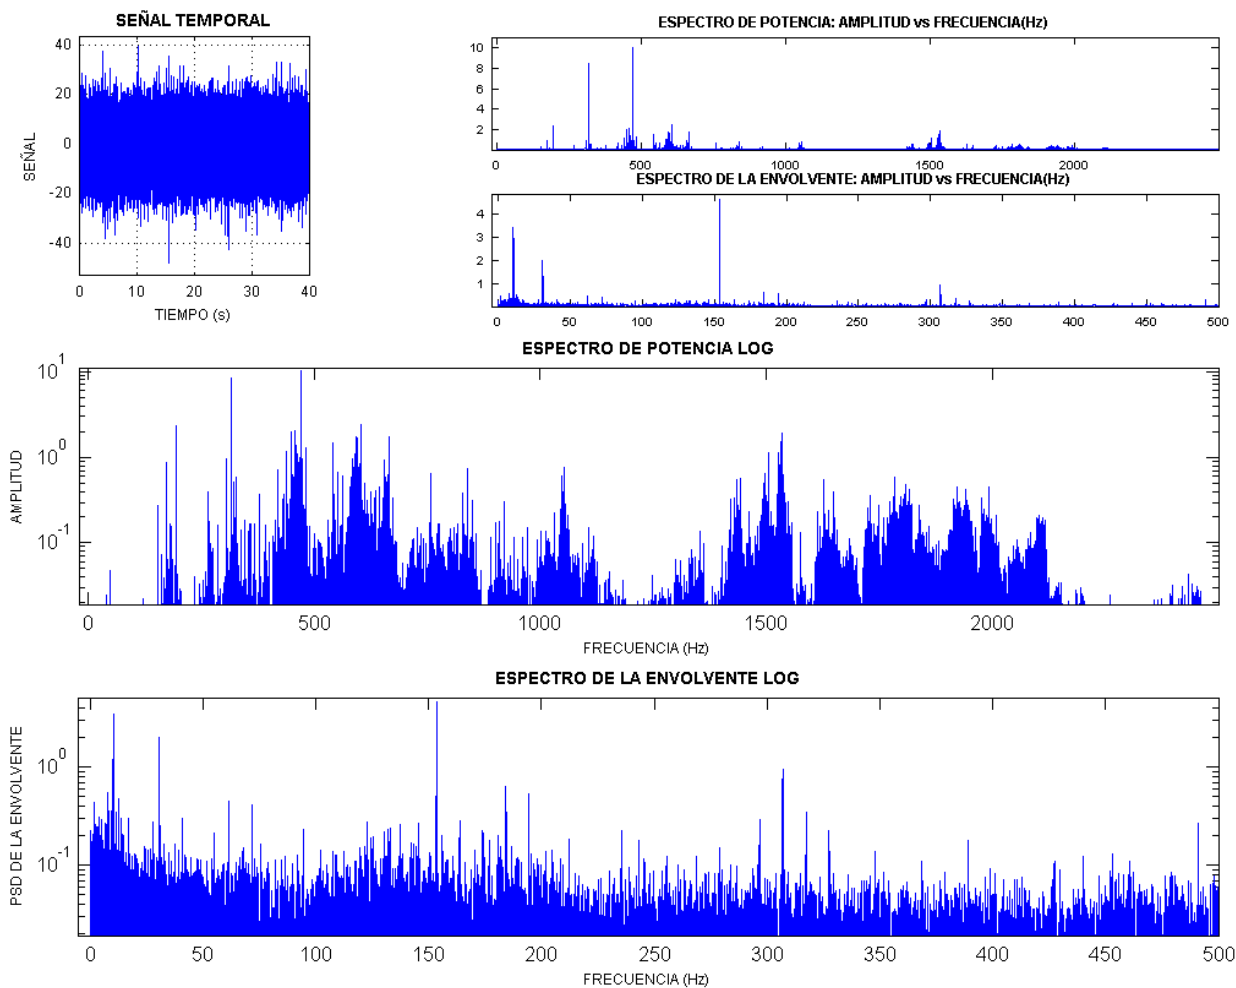 SEÑAL TEMPORAL
40
20
0
-20
-40
SEÑAL
0 10 20 30 40
TIEMPO (s)
ESPECTRO DE POTENCIA: AMPLITUD vs FRECUENCIA(Hz)
10
8
6
4
2
0 500 1000 1500 2000
ESPECTRO DE LA ENVOLVENTE: AMPLITUD vs FRECUENCIA(Hz)
4
3
2
1
0 50 100 150 200 250 300 350 400 450 500
ESPECTRO DE POTENCIA LOG
10^1
10^0
10^-1
AMPLITUD
0 500 1000 1500 2000
FRECUENCIA (Hz)
ESPECTRO DE LA ENVOLVENTE LOG
10^0
10^-1
PSD DE LA ENVOLVENTE
0 50 100 150 200 250 300 350 400 450 500
FRECUENCIA (Hz)